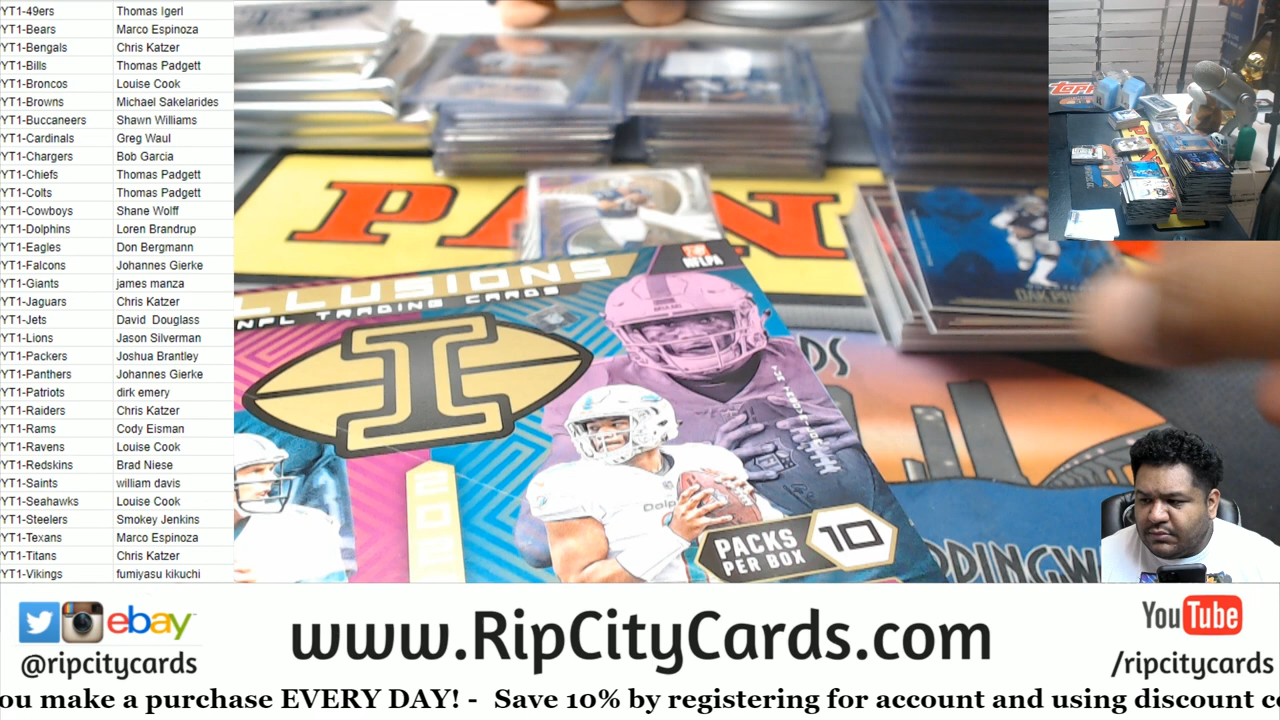 YT1-49ers Thomas Igerl
YT1-Bears Marco Espinoza
YT1-Bengals Chris Katzer
YT1-Bills Thomas Padgett
YT1-Broncos Louise Cook
YT1-Browns Michael Sakelarides
YT1-Buccaneers Shawn Williams
YT1-Cardinals Greg Waul
YT1-Chargers Bob Garcia
YT1-Chiefs Thomas Padgett
YT1-Colts Thomas Padgett
YT1-Cowboys Shane Wolff
YT1-Dolphins Loren Brandrup
YT1-Eagles Don Bergmann
YT1-Falcons Johannes Gierke
YT1-Giants james manza
YT1-Jaguars Chris Katzer
YT1-Jets David Douglass
YT1-Lions Jason Silverman
YT1-Packers Joshua Brantley
YT1-Panthers Johannes Gierke
YT1-Patriots dirk emery
YT1-Raiders Chris Katzer
YT1-Rams Cody Eisman
YT1-Ravens Louise Cook
YT1-Redskins Brad Niese
YT1-Saints william davis
YT1-Seahawks Louise Cook
YT1-Steelers Smokey Jenkins
YT1-Texans Marco Espinoza
YT1-Titans Chris Katzer
YT1-Vikings fumiyasu kikuchi
PANINI
LLUSIONS
NFL TRADING CARDS
NFLPA
I
PACKS
PER BOX
10
DAK
TOPPS
ebay
@ripcitycards
www.RipCityCards.com
YouTube
/ripcitycards
ou make a purchase EVERY DAY! - Save 10% by registering for account and using discount c